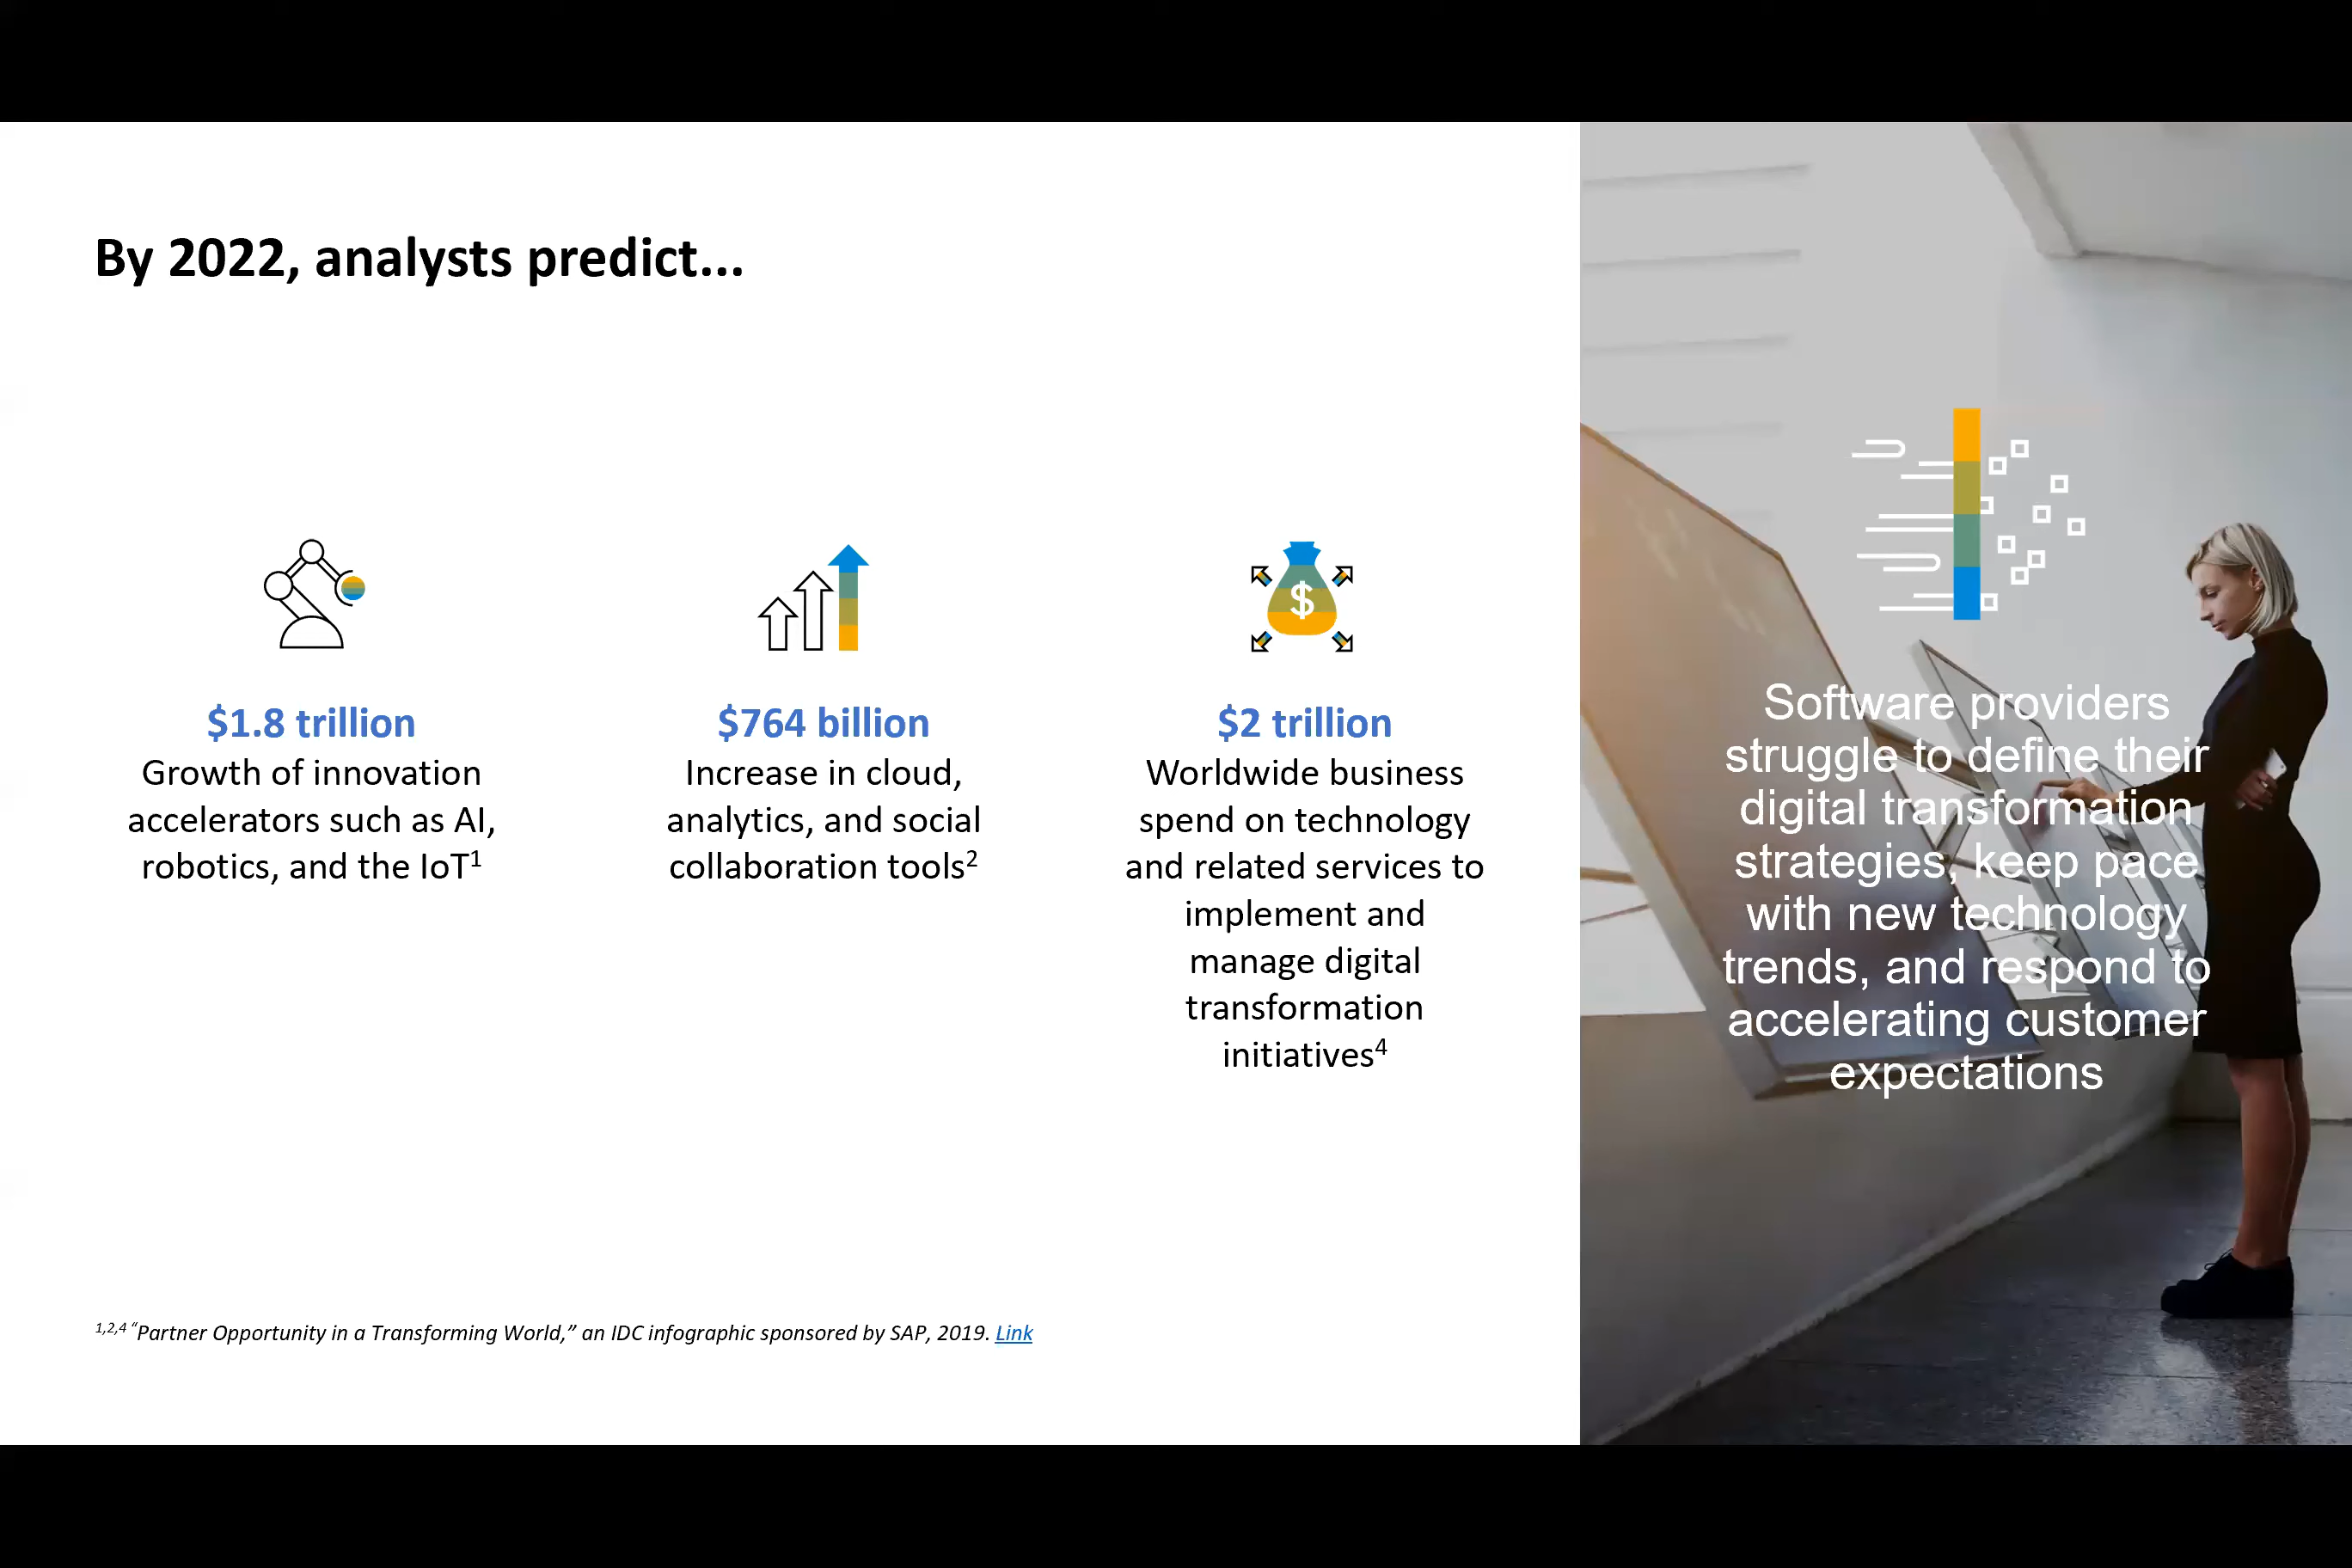 By 2022, analysts predict...
$1.8 trillion
Growth of innovation
accelerators such as AI,
robotics, and the IoT1
$764 billion
Increase in cloud,
analytics, and social
collaboration tools2
$2 trillion
Worldwide business
spend on technology
and related services to
implement and
manage digital
transformation
initiatives4
1,2,4 “Partner Opportunity in a Transforming World,” an IDC infographic sponsored by SAP, 2019. Link
Software providers
struggle to define their
digital transformation
strategies, keep pace
with new technology
trends, and respond to
accelerating customer
expectations